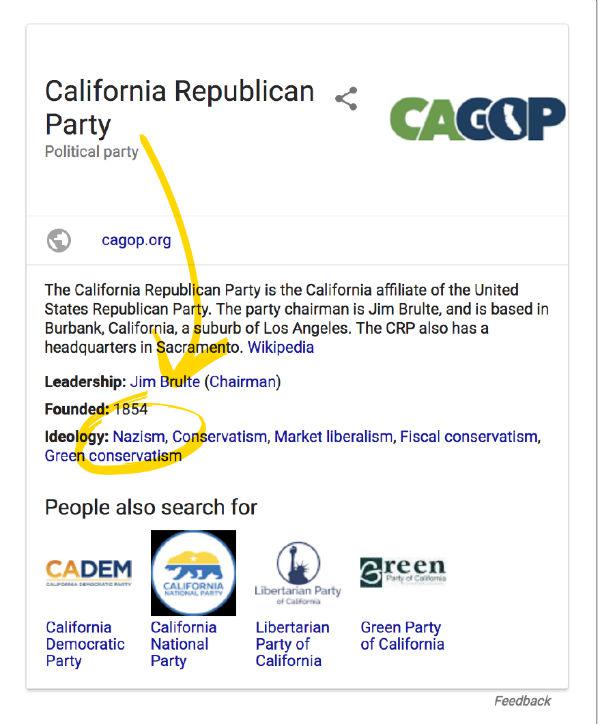 California Republican
Party
Political party
CAGOP
cagop.org
The California Republican Party is the California affiliate of the United
States Republican Party. The party chairman is Jim Brulte, and is based in
Burbank, California, a suburb of Los Angeles. The CRP also has a
headquarters in Sacramento. Wikipedia
Leadership: Jim Brulte (Chairman)
Founded: 1854
Ideology: Nazism, Conservatism, Market liberalism, Fiscal conservatism,
Green conservatism
People also search for
CADEM
CALIFORNIA DEMOCRATIC PARTY
CALIFORNIA
NATIONAL PARTY
Libertarian Party
of California
Green
Party of California
California
Democratic
Party
California
National
Party
Libertarian
Party of
California
Green Party
of California
Feedback